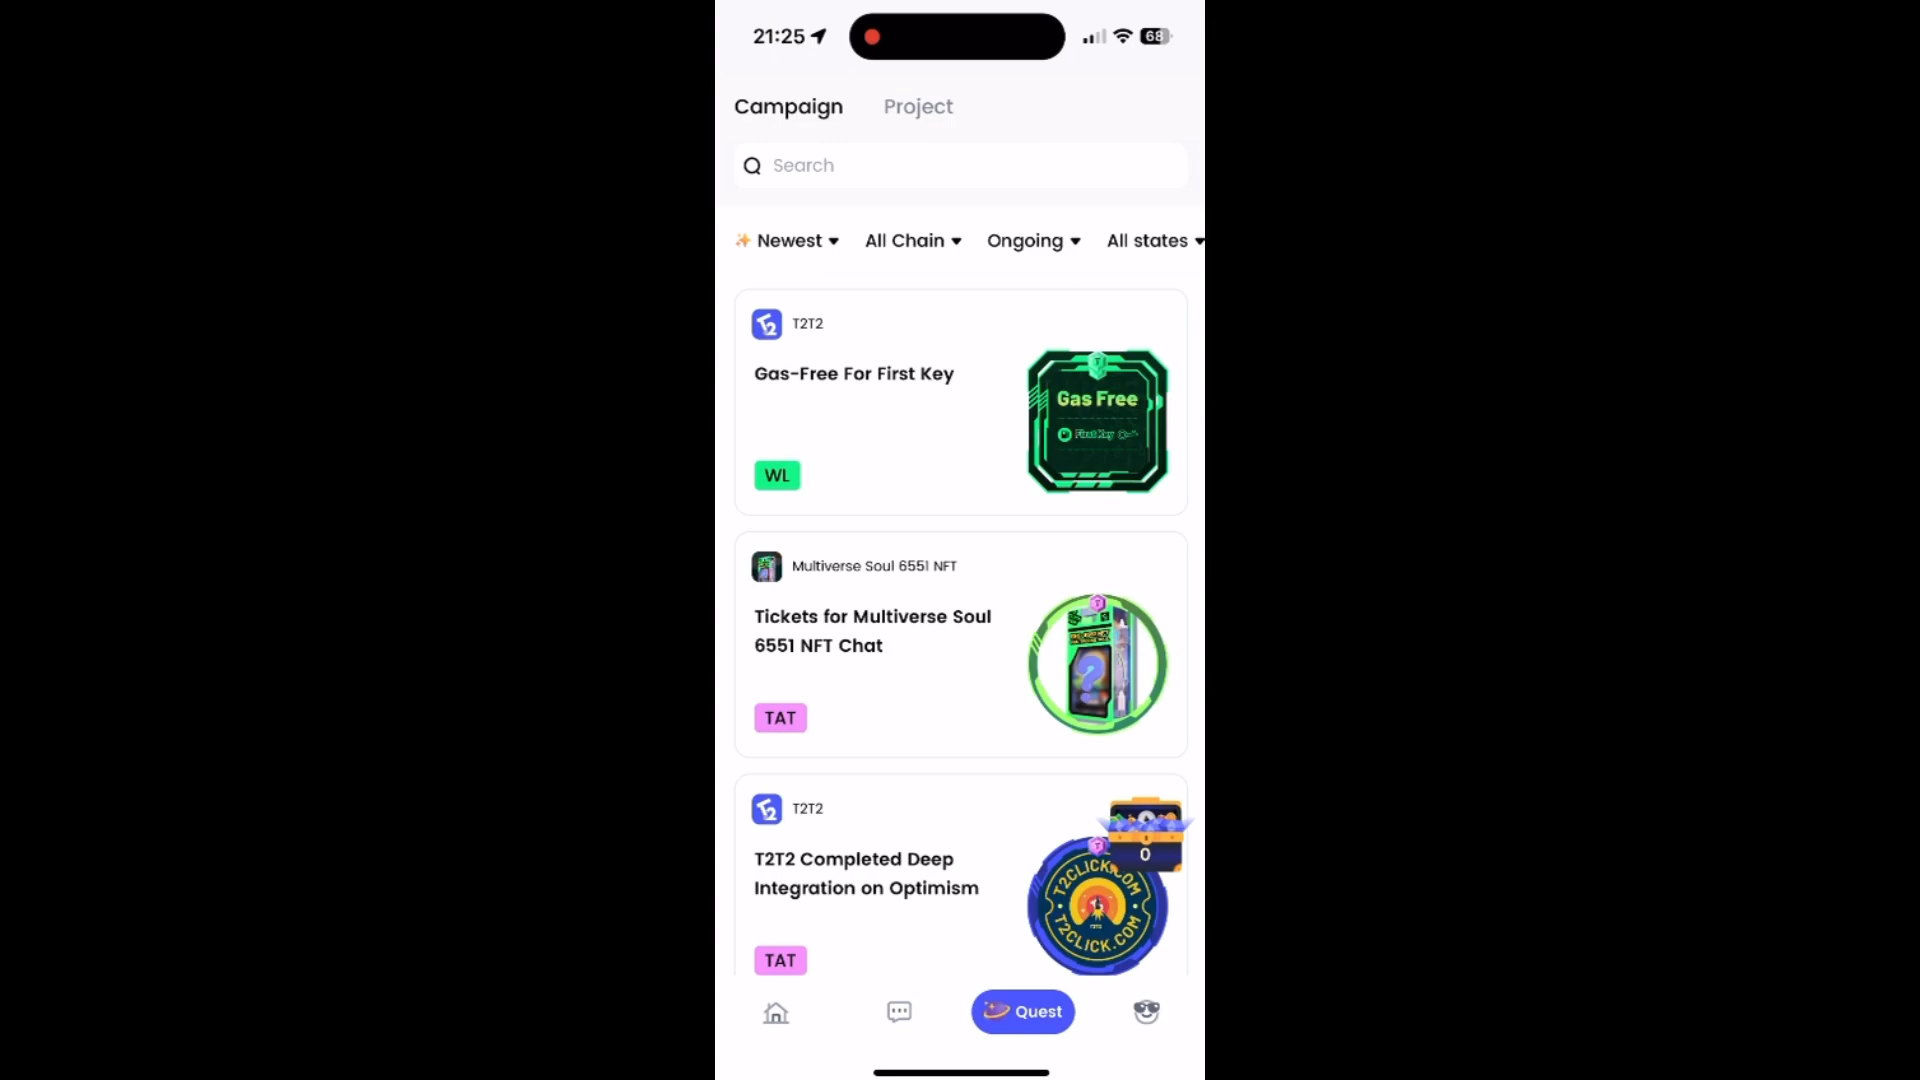 21:25
68
Campaign
Project
Search
Newest
All Chain
Ongoing
All states
T2T2
Gas-Free For First Key
Gas Free
First Key
WL
Multiverse Soul 6551 NFT
Tickets for Multiverse Soul
6551 NFT Chat
?
TAT
T2T2
0
T2T2 Completed Deep
Integration on Optimism
T2CLICK.COM
T2CLICK.COM
TAT
Quest